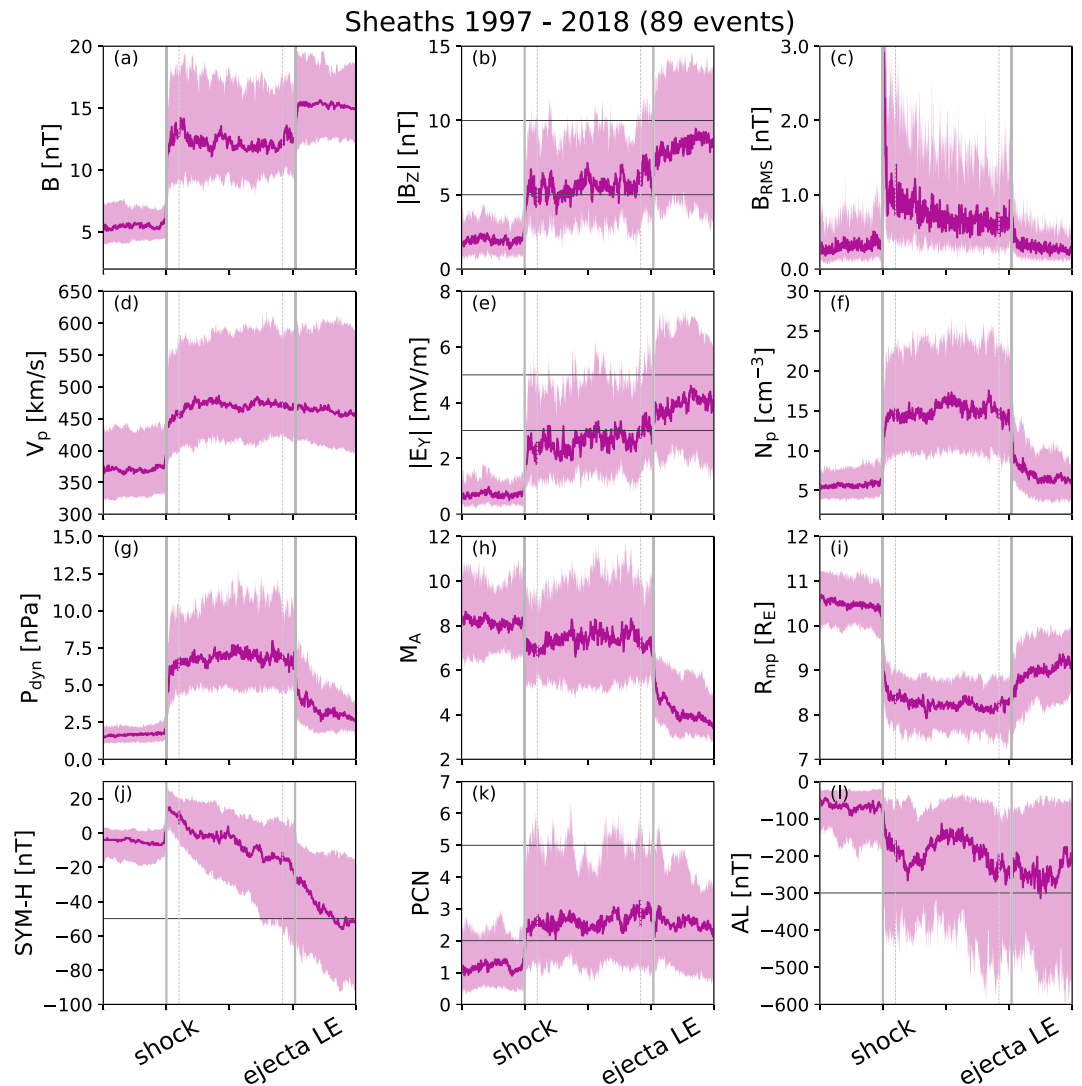 Sheaths 1997 - 2018 (89 events)
(a)
B [nT]
20
15
10
5
(b)
|B_Z| [nT]
15
10
5
0
(c)
B_RMS [nT]
3.0
2.0
1.0
0.0
(d)
V_p [km/s]
650
600
550
500
450
400
350
300
(e)
|E_Y| [mV/m]
8
6
4
2
0
(f)
N_p [cm⁻³]
30
25
20
15
10
5
(g)
P_dyn [nPa]
15.0
12.5
10.0
7.5
5.0
2.5
0.0
(h)
M_A
12
10
8
6
4
2
(i)
R_mp [R_E]
12
11
10
9
8
7
(j)
SYM-H [nT]
20
0
−20
−40
−60
−80
−100
(k)
PCN
7
6
5
4
3
2
1
0
(l)
AL [nT]
0
−100
−200
−300
−400
−500
−600
shock
ejecta LE
shock
ejecta LE
shock
ejecta LE